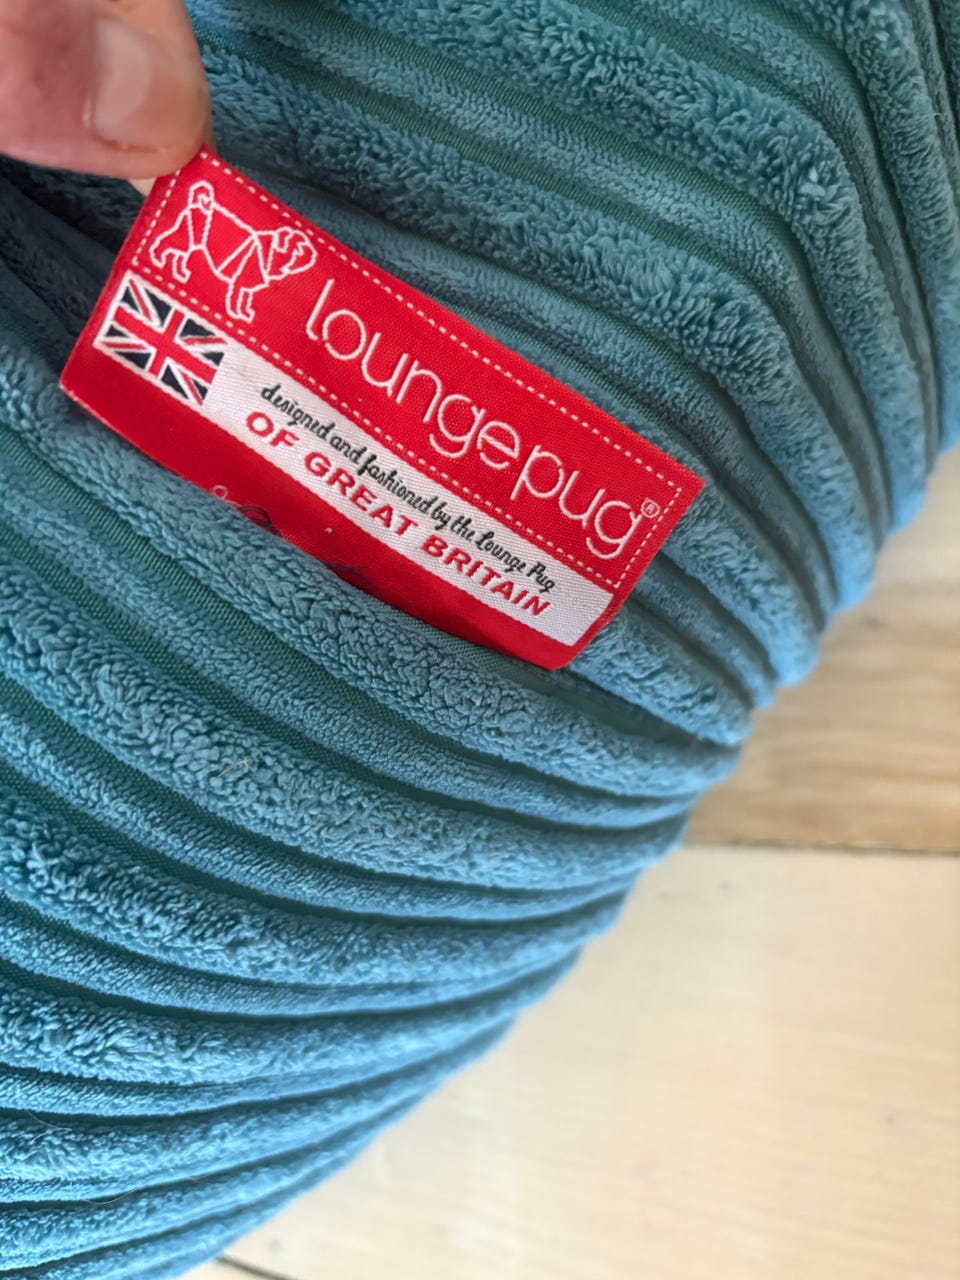 loungepug®
designed and fashioned by the Lounge Pug
OF GREAT BRITAIN